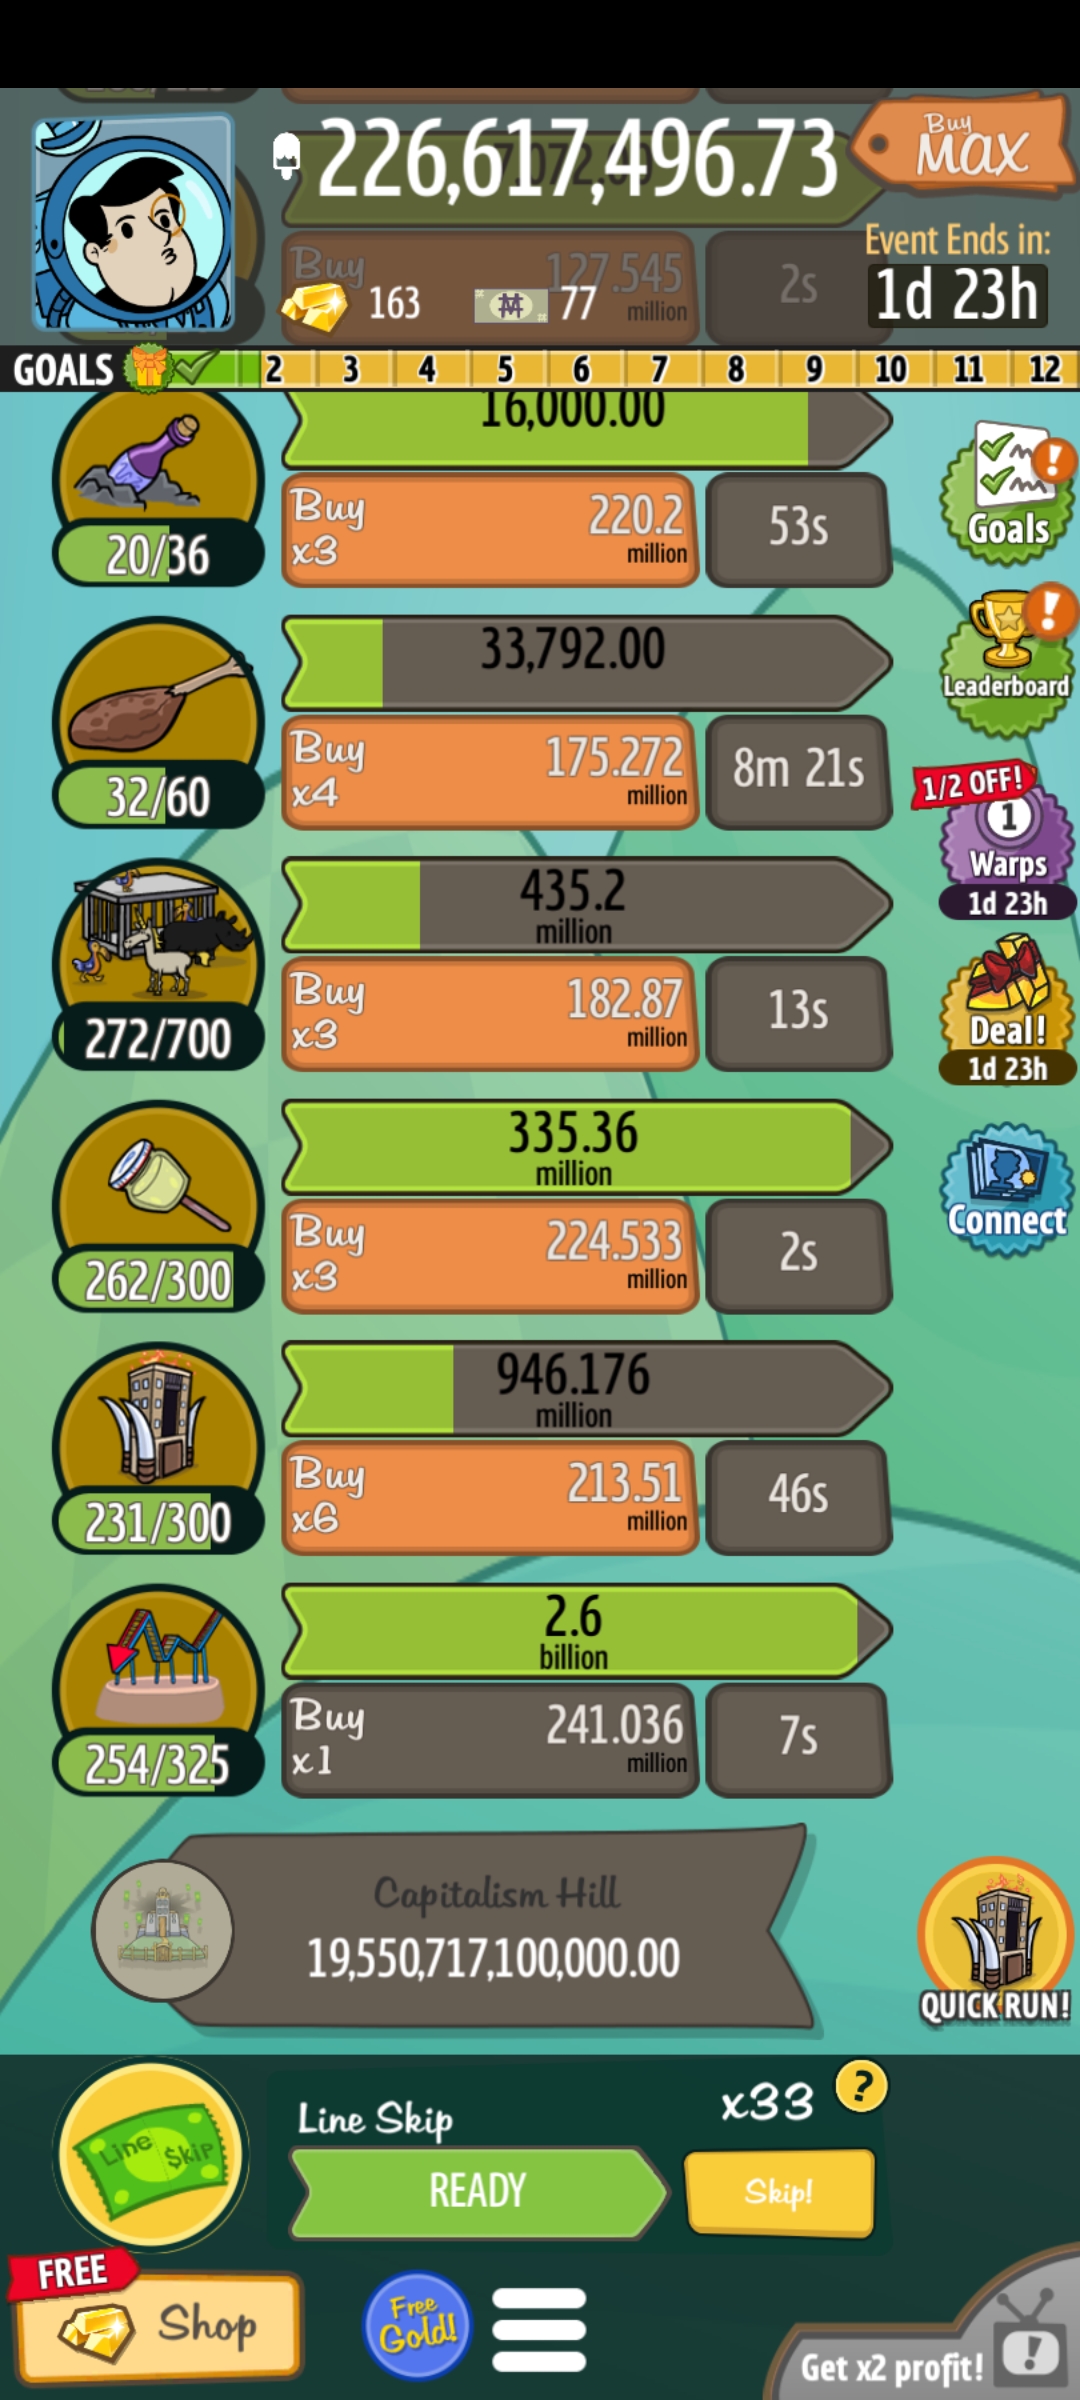 226,617,496.73
Buy
MAX
Buy
127.545
million
2s
163
77
Event Ends in:
1d 23h
GOALS 2 3 4 5 6 7 8 9 10 11 12
16,000.00
20/36
Buy
x3
220.2
million
53s
Goals
33,792.00
32/60
Buy
x4
175.272
million
8m 21s
Leaderboard
1/2 OFF!
1
Warps
1d 23h
435.2
million
272/700
Buy
x3
182.87
million
13s
Deal!
1d 23h
335.36
million
262/300
Buy
x3
224.533
million
2s
Connect
946.176
million
231/300
Buy
x6
213.51
million
46s
2.6
billion
254/325
Buy
x1
241.036
million
7s
Capitalism Hill
19,550,717,100,000.00
QUICK RUN!
Line $kip
Line Skip
x33
?
READY
Skip!
FREE
Shop
Free
Gold!
Get x2 profit!